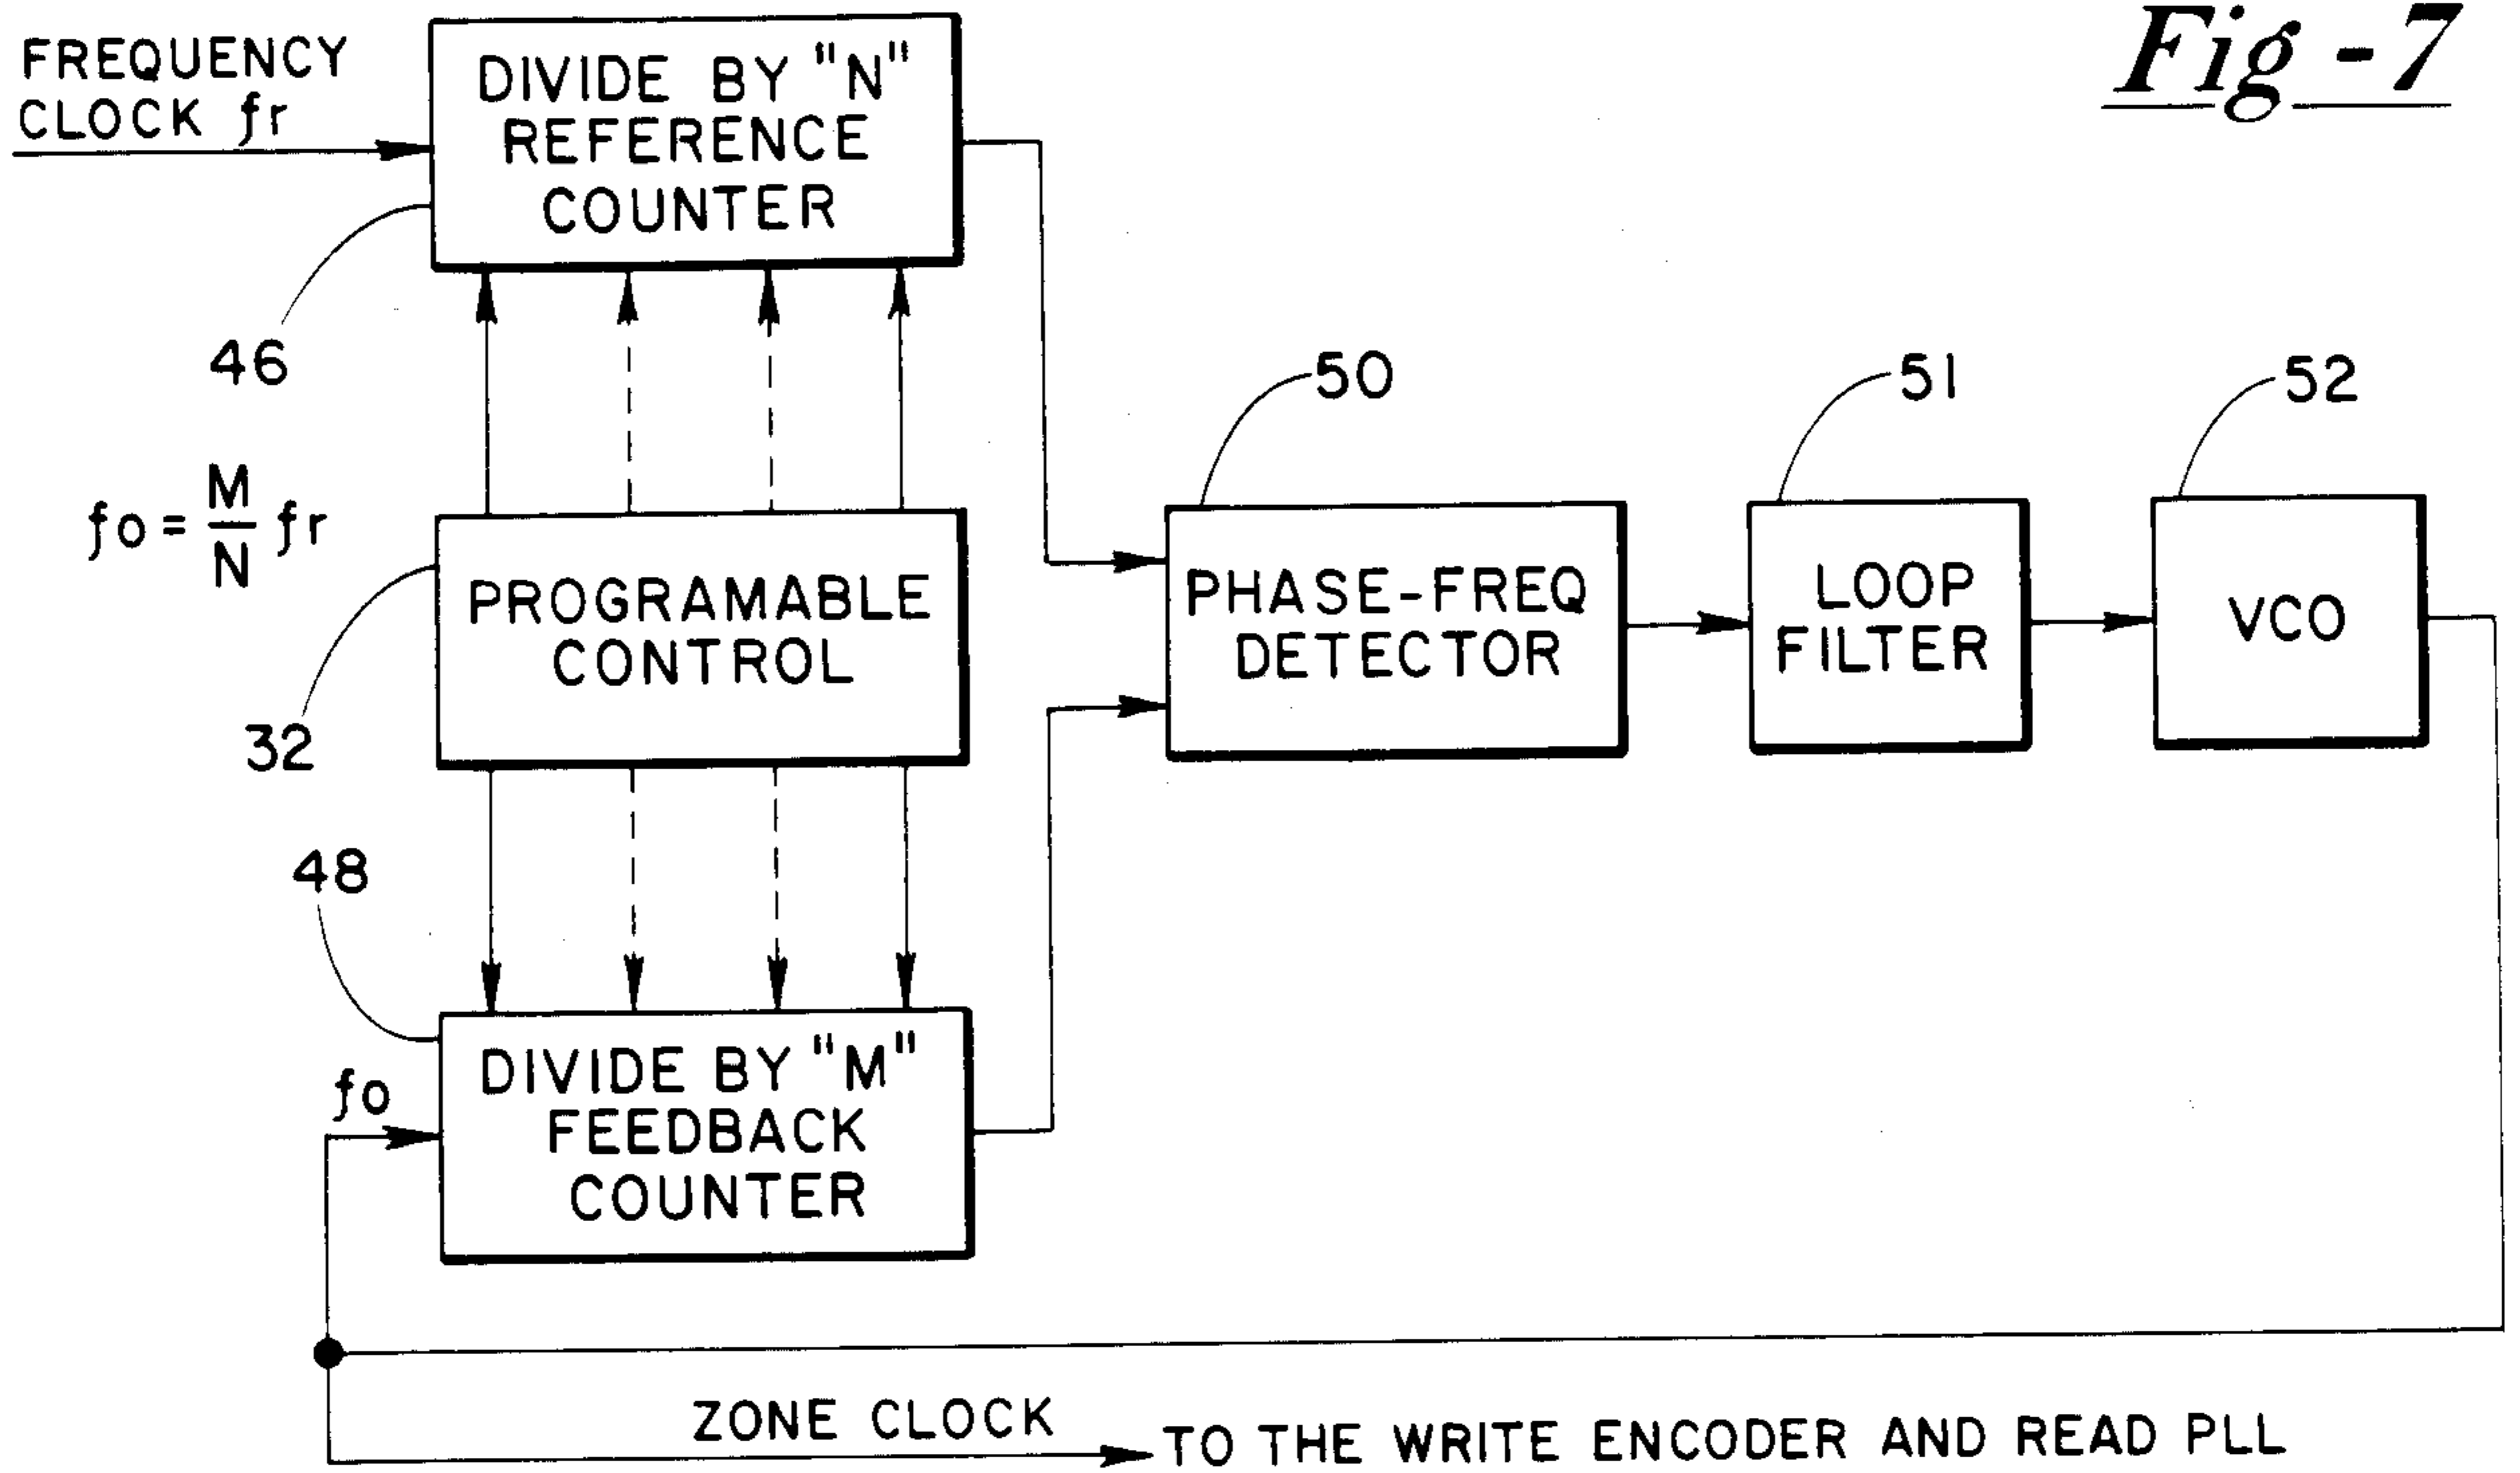 Fig-7
FREQUENCY
CLOCK fr
DIVIDE BY "N"
REFERENCE
COUNTER
46
fo = M/N fr
PROGRAMABLE
CONTROL
32
50
PHASE-FREQ
DETECTOR
51
LOOP
FILTER
52
VCO
48
fo
DIVIDE BY "M"
FEEDBACK
COUNTER
ZONE CLOCK
TO THE WRITE ENCODER AND READ PLL